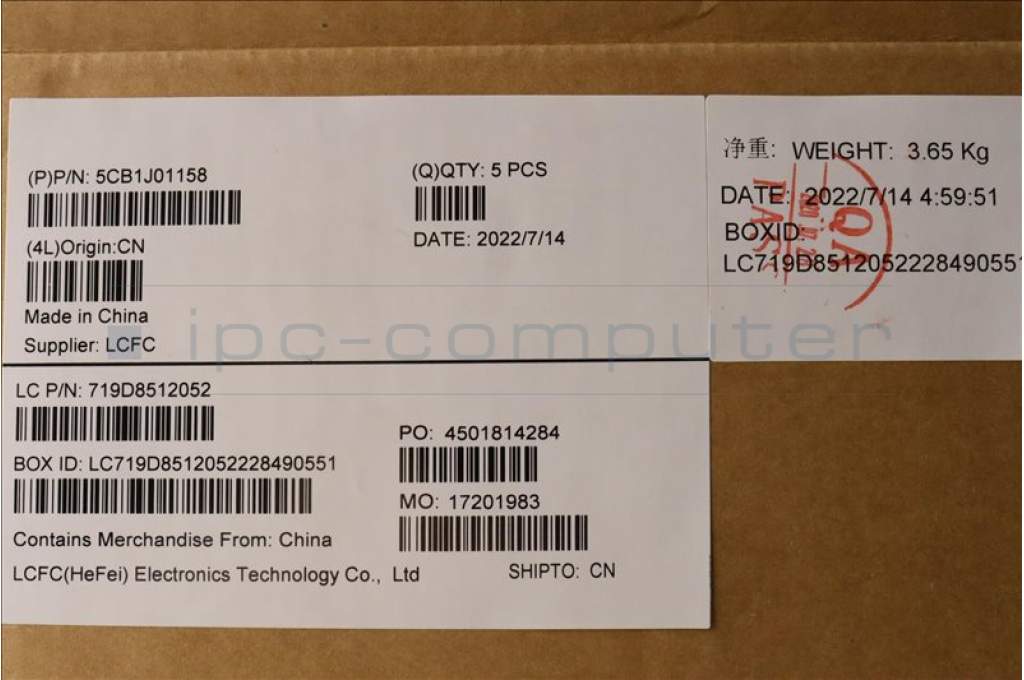 (P)P/N: 5CB1J01158
(Q)QTY: 5 PCS
(4L)Origin:CN
DATE: 2022/7/14
Made in China
Supplier: LCFC
净重: WEIGHT: 3.65 Kg
DATE: 2022/7/14 4:59:51
BOXID:
LC719D8512052228490551
QA
LC P/N: 719D8512052
BOX ID: LC719D8512052228490551
Contains Merchandise From: China
LCFC(HeFei) Electronics Technology Co., Ltd
PO: 4501814284
MO: 17201983
SHIPTO: CN
ipc-computer